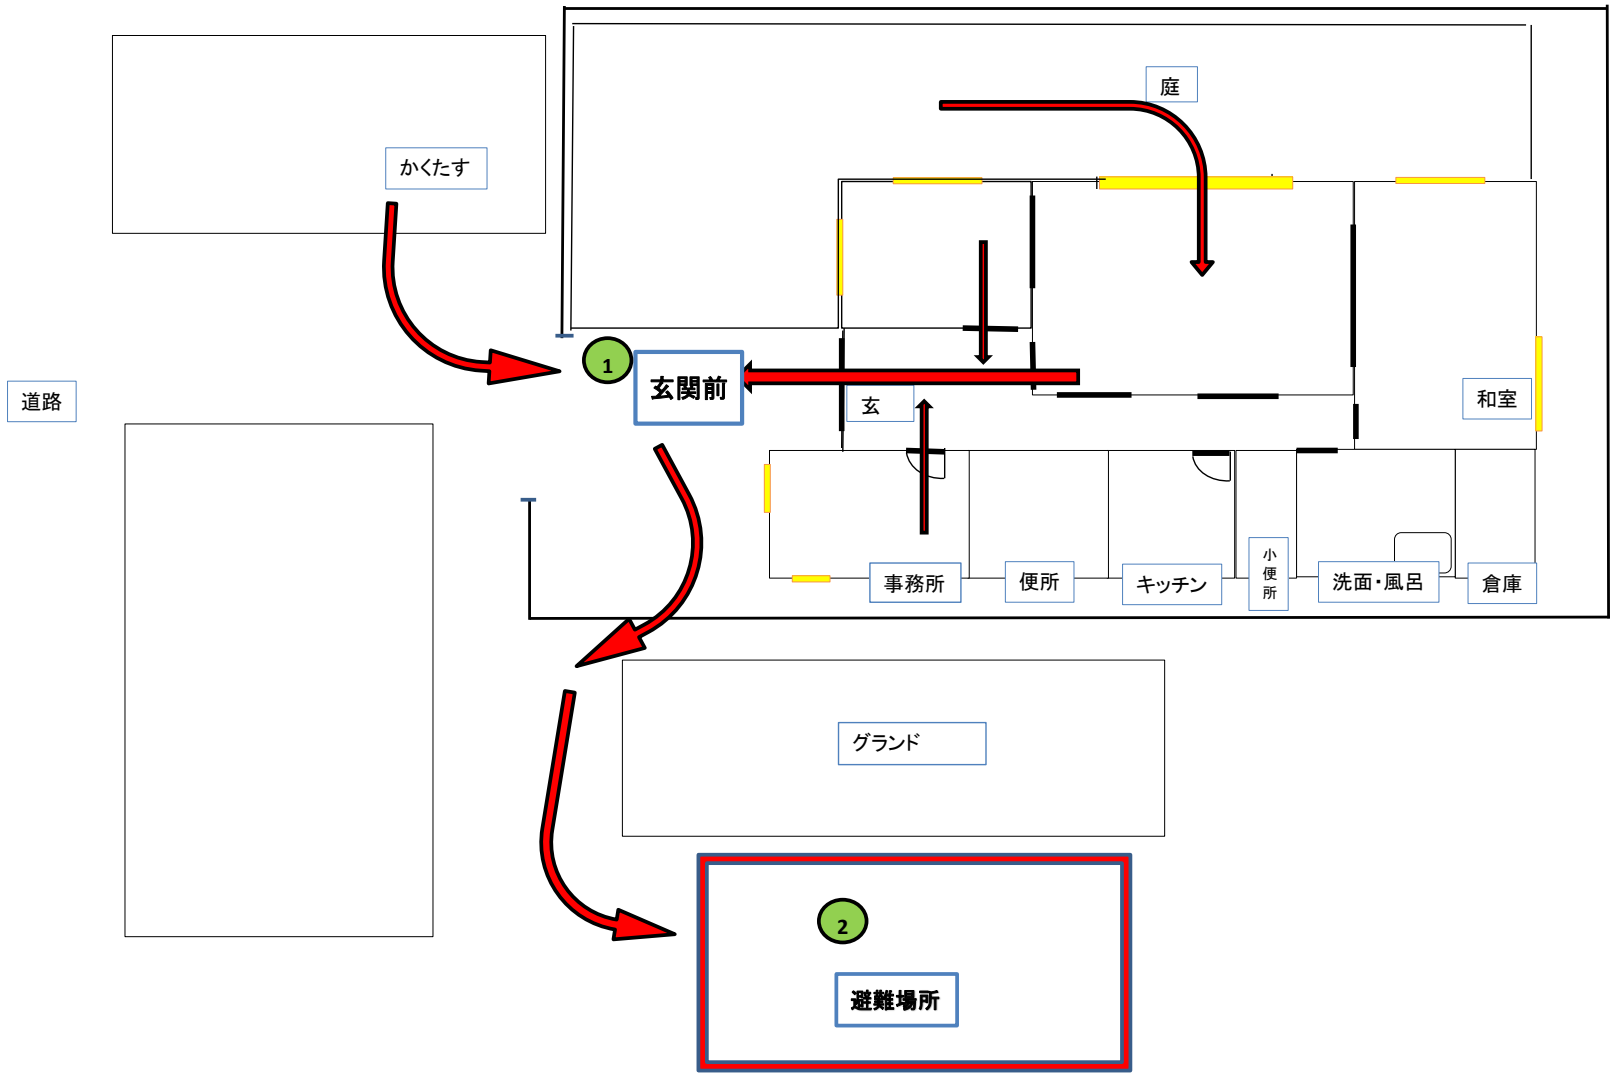 庭
かくたす
1
玄関前
道路
玄
和室
事務所
便所
キッチン
小
便
所
洗面・風呂
倉庫
グランド
2
避難場所